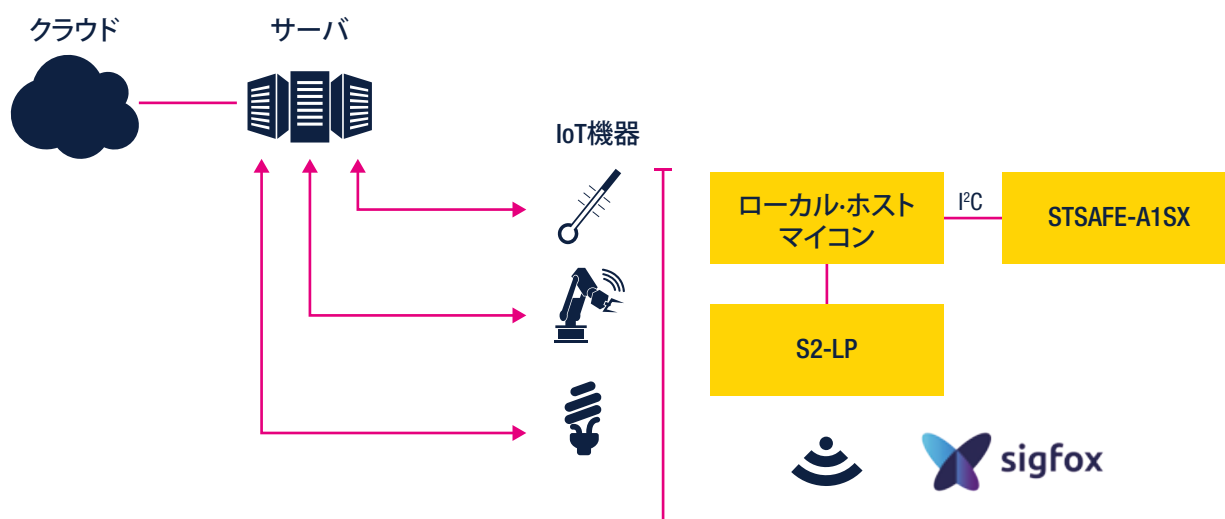 クラウド
サーバ
IoT機器
ローカル·ホスト
マイコン
I²C
STSAFE-A1SX
S2-LP
sigfox